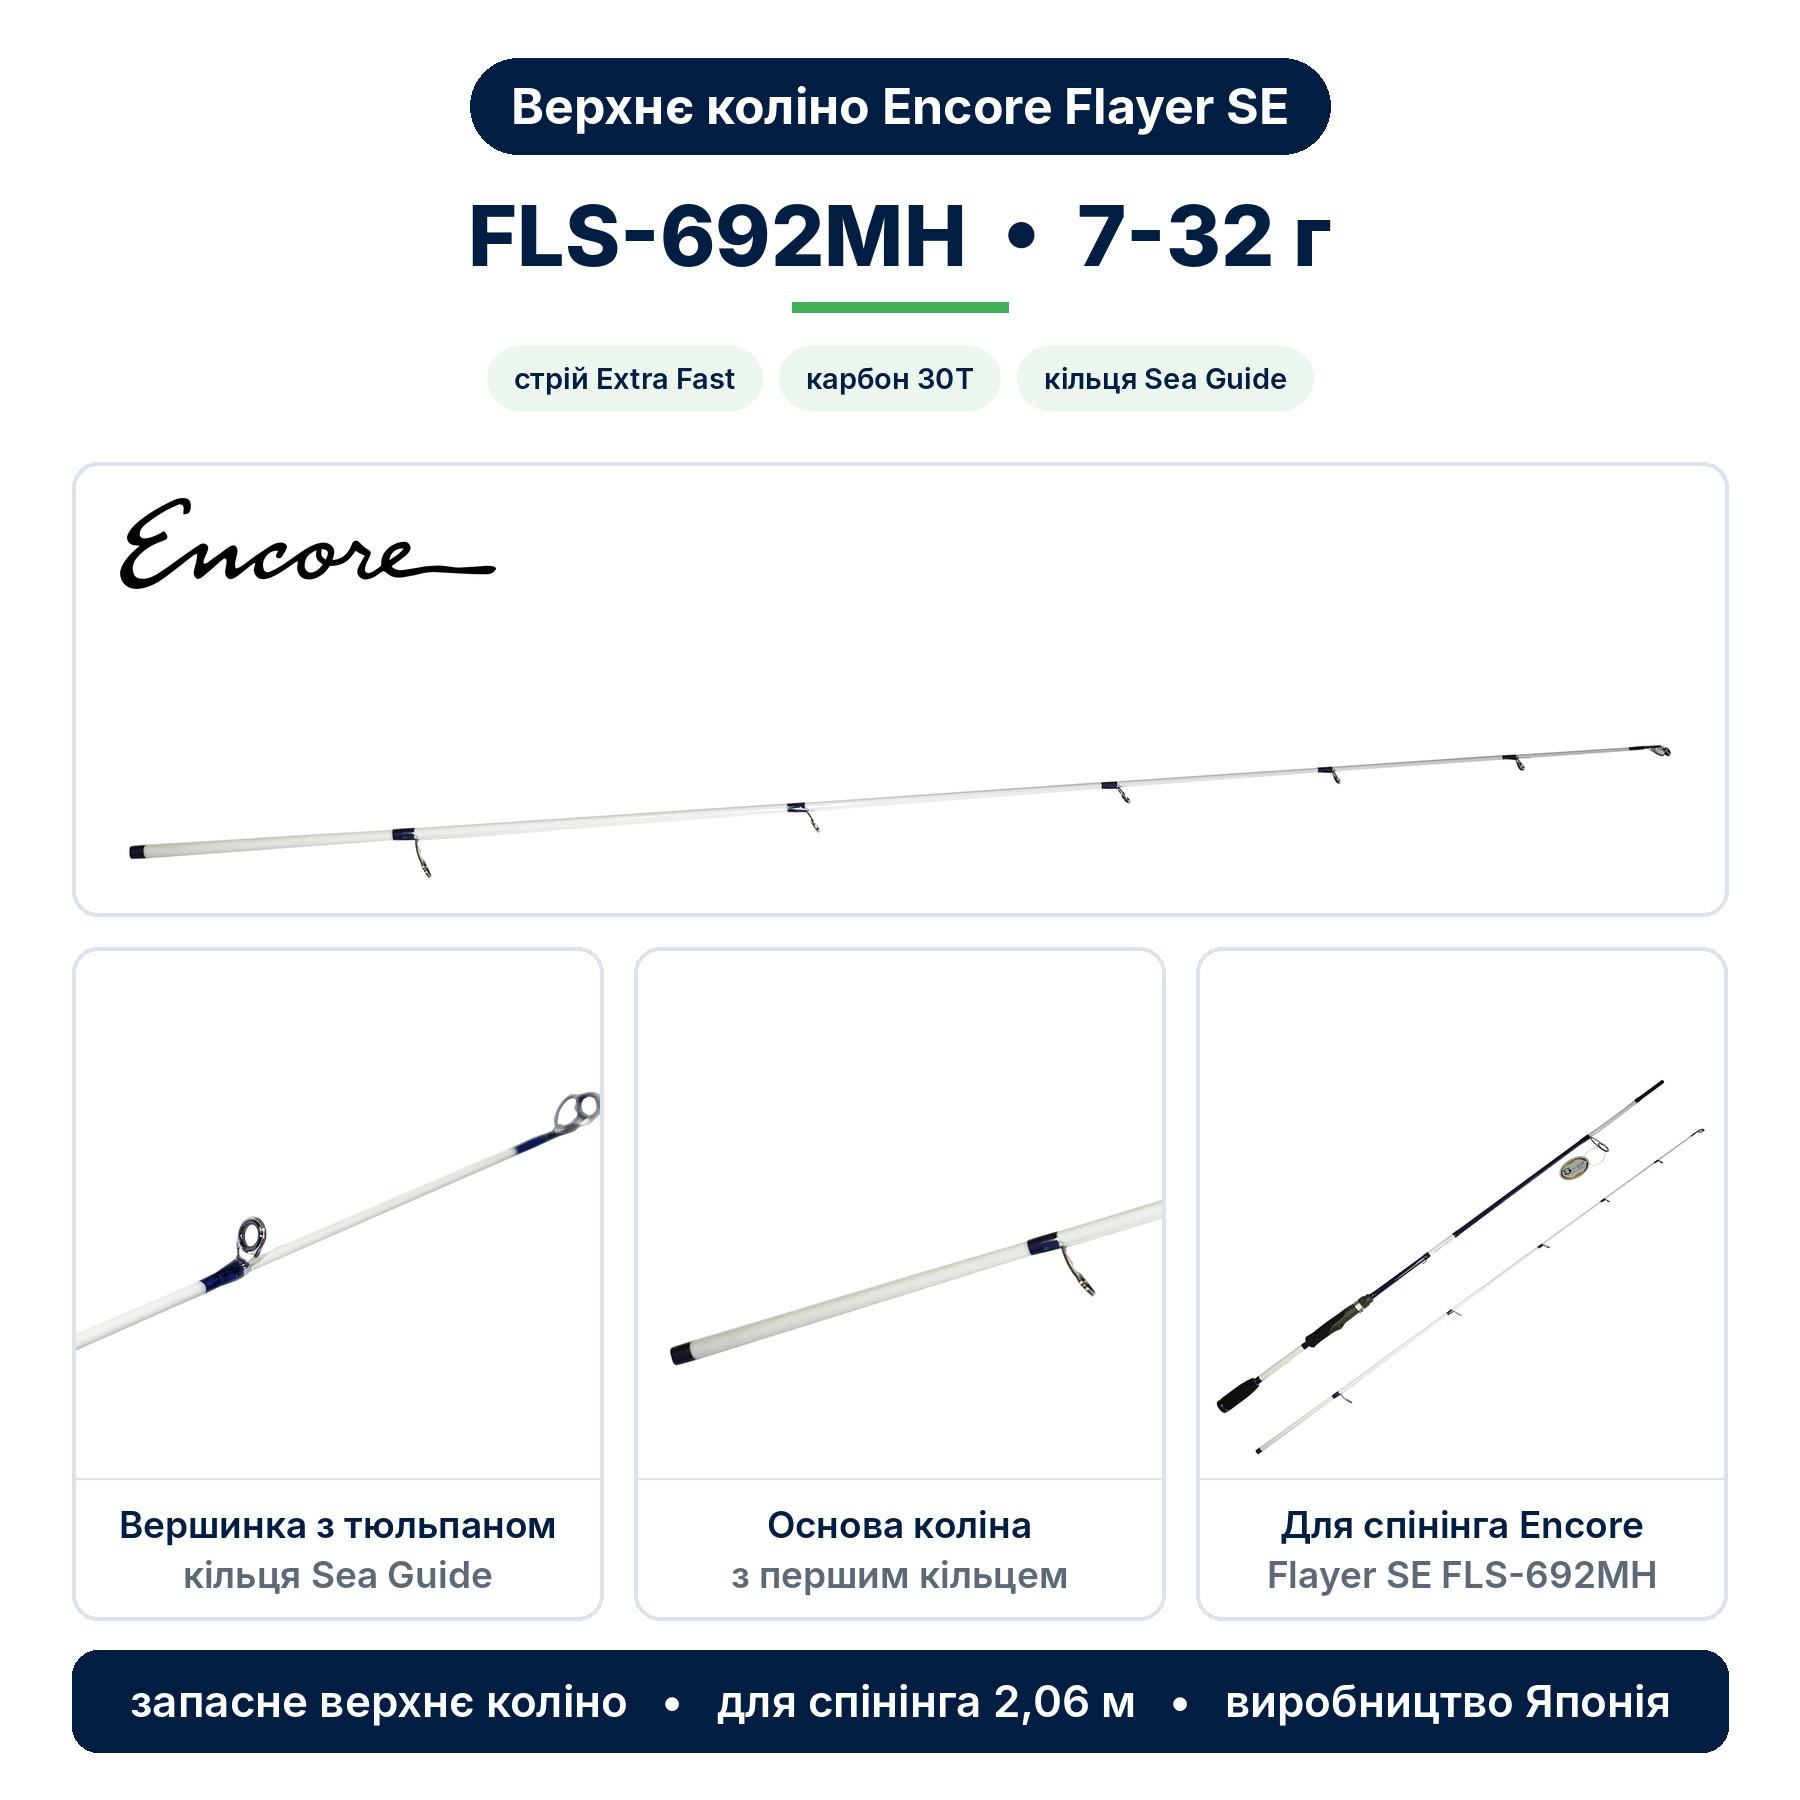 Верхнє коліно Encore Flayer SE
FLS-692MH • 7-32 г
стрій Extra Fast
карбон 30T
кільця Sea Guide
Encore
Вершинка з тюльпаном
кільця Sea Guide
Основа коліна
з першим кільцем
Для спінінга Encore
Flayer SE FLS-692MH
запасне верхнє коліно • для спінінга 2,06 м • виробництво Японія